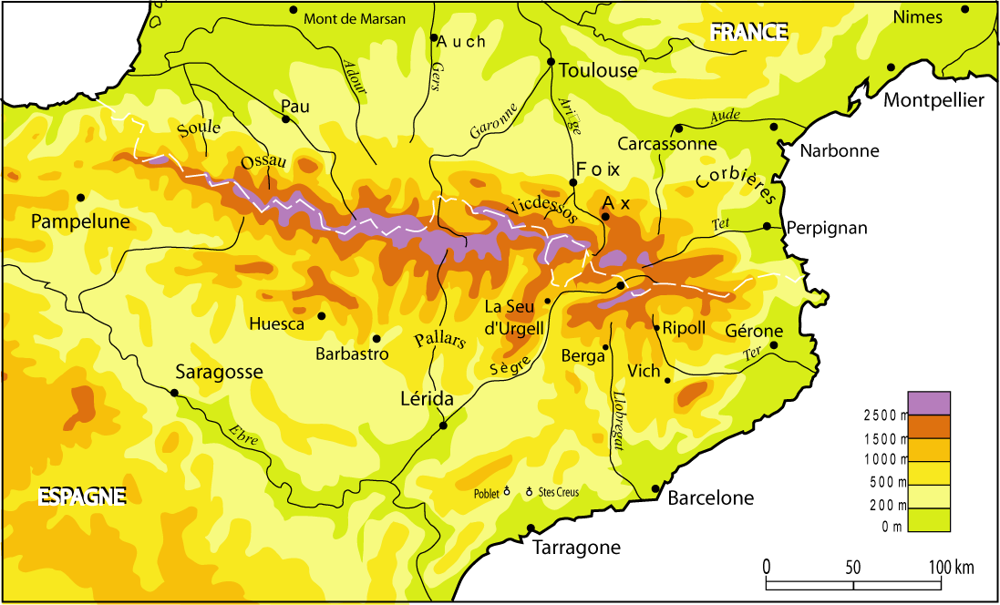 Mont de Marsan
Nimes
FRANCE
Auch
Adour
Gers
Toulouse
Montpellier
Pau
Soule
Garonne
Ariège
Aude
Carcassonne
Narbonne
Ossau
Foix
Corbières
Vicdessos
Ax
Pampelune
Tet
Perpignan
La Seu
d'Urgell
Huesca
Ripoll
Gérone
Barbastro
Pallars
Berga
Ter
Sègre
Vich
Saragosse
Lérida
Llobregat
Ebre
2500 m
1500 m
1000 m
500 m
200 m
0 m
ESPAGNE
Poblet
Stes Creus
Barcelone
Tarragone
0 50 100 km